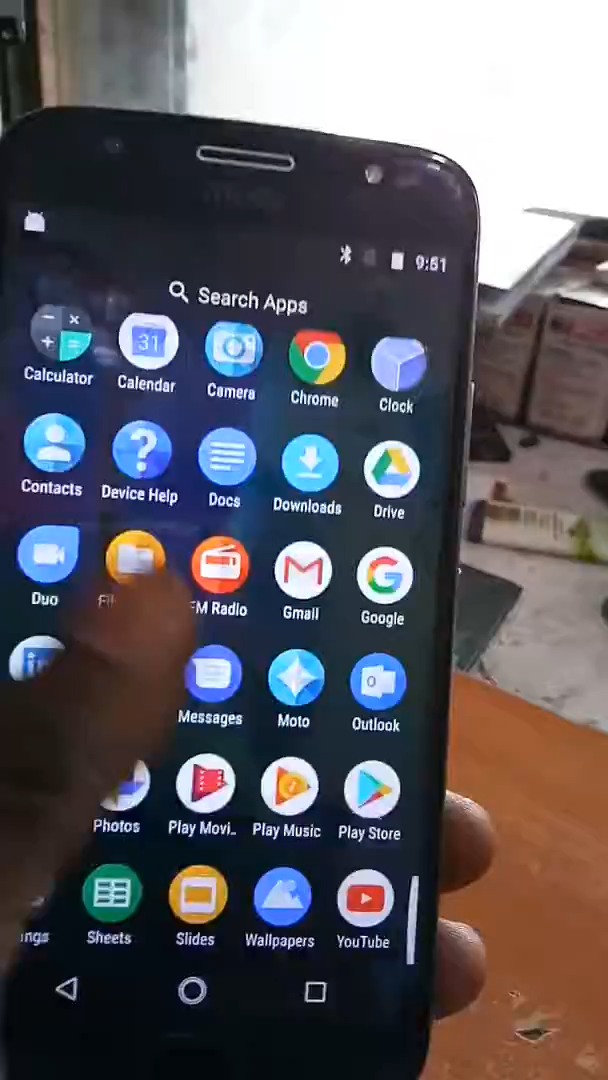 9:51
Search Apps
31
Calculator Calendar Camera Chrome Clock
Contacts Device Help Docs Downloads Drive
Duo FM Radio Gmail Google
Messages Moto Outlook
Photos Play Movi.. Play Music Play Store
ings Sheets Slides Wallpapers YouTube